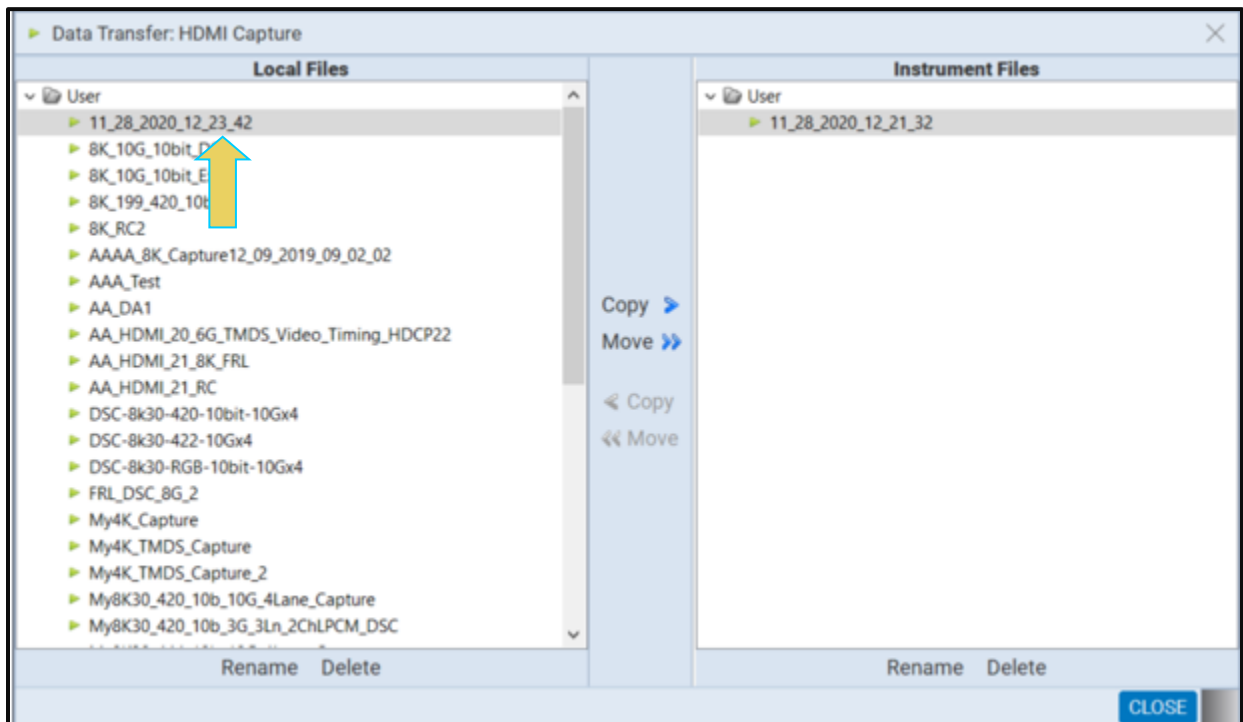 Data Transfer: HDMI Capture
Local Files
User
11_28_2020_12_23_42
8K_10G_10bit_D
8K_10G_10bit_E
8K_199_420_10b
8K_RC2
AAAA_8K_Capture12_09_2019_09_02_02
AAA_Test
AA_DA1
AA_HDMI_20_6G_TMDS_Video_Timing_HDCP22
AA_HDMI_21_8K_FRL
AA_HDMI_21_RC
DSC-8k30-420-10bit-10Gx4
DSC-8k30-422-10Gx4
DSC-8k30-RGB-10bit-10Gx4
FRL_DSC_8G_2
My4K_Capture
My4K_TMDS_Capture
My4K_TMDS_Capture_2
My8K30_420_10b_10G_4Lane_Capture
My8K30_420_10b_3G_3Ln_2ChLPCM_DSC
Rename Delete
Copy
Move
Copy
Move
Instrument Files
User
11_28_2020_12_21_32
Rename Delete
CLOSE